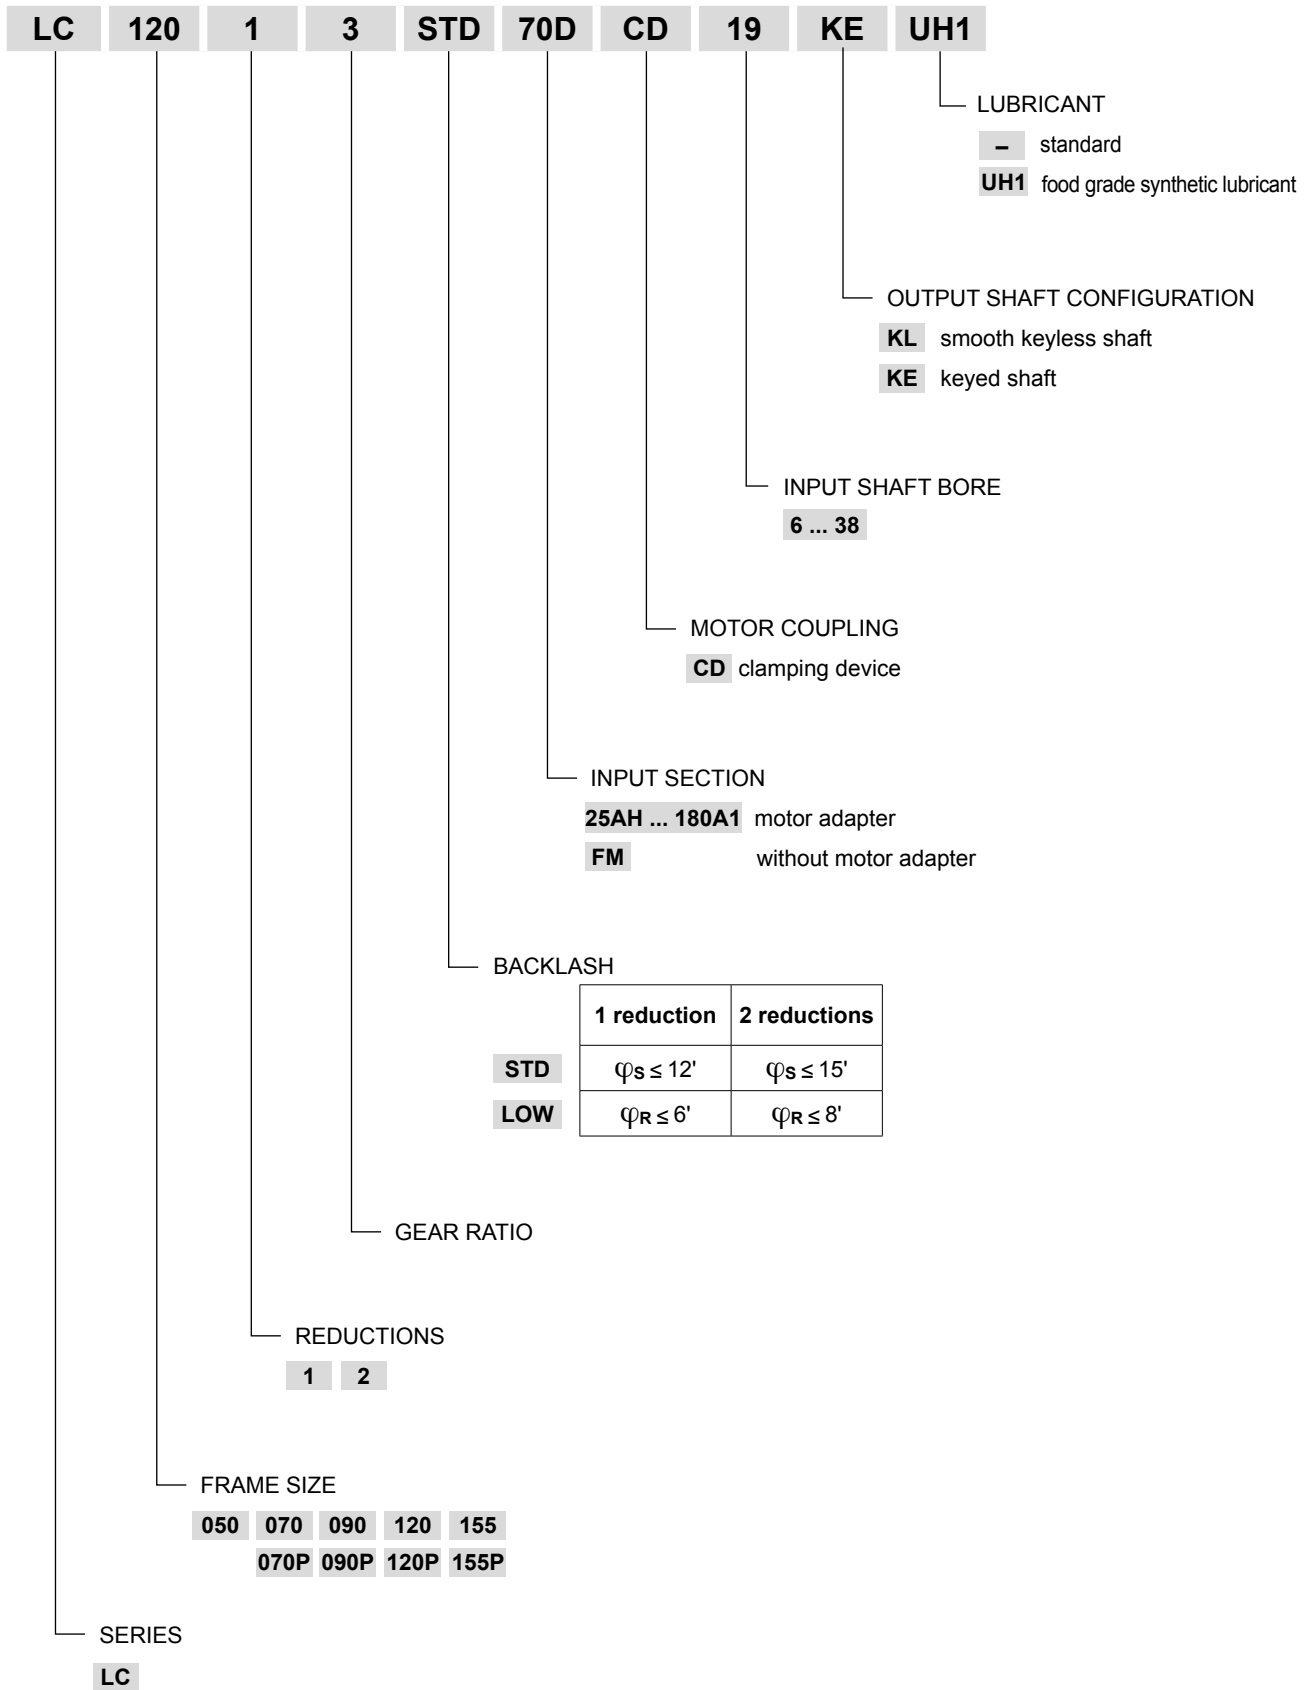 LC 120 1 3 STD 70D CD 19 KE UH1
LUBRICANT
– standard
UH1 food grade synthetic lubricant
OUTPUT SHAFT CONFIGURATION
KL smooth keyless shaft
KE keyed shaft
INPUT SHAFT BORE
6 ... 38
MOTOR COUPLING
CD clamping device
INPUT SECTION
25AH ... 180A1 motor adapter
FM without motor adapter
BACKLASH
1 reduction 2 reductions
STD φS ≤ 12' φS ≤ 15'
LOW φR ≤ 6' φR ≤ 8'
GEAR RATIO
REDUCTIONS
1 2
FRAME SIZE
050 070 090 120 155
070P 090P 120P 155P
SERIES
LC